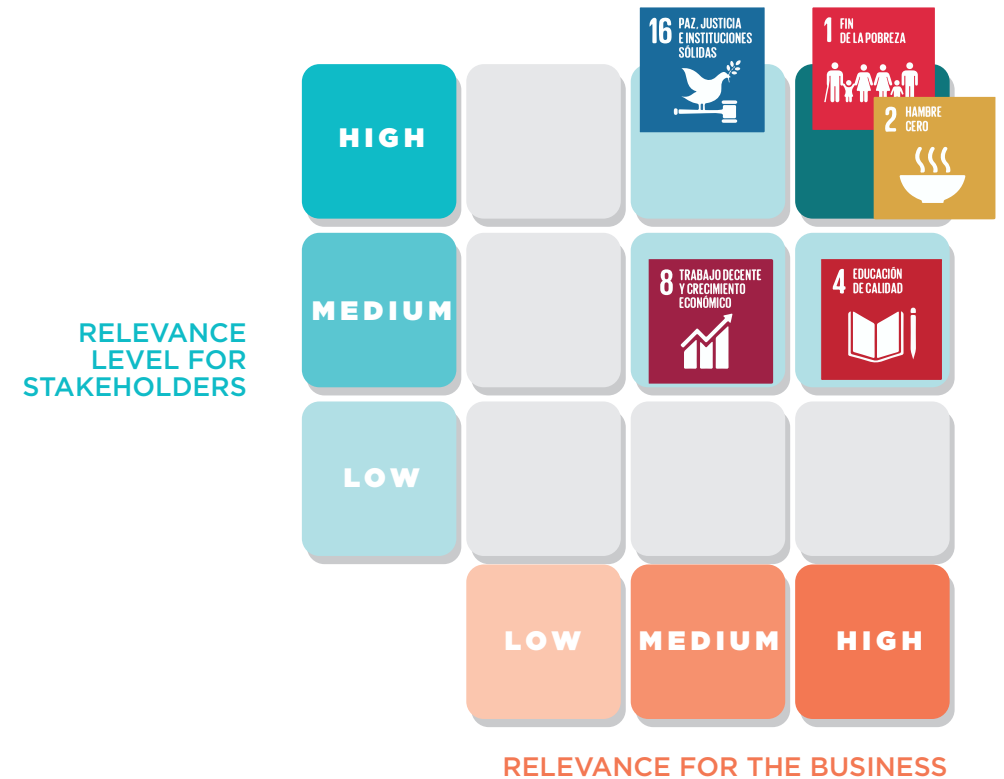 16 PAZ, JUSTICIA
E INSTITUCIONES
SÓLIDAS
1 FIN
DE LA POBREZA
2 HAMBRE
CERO
HIGH
8 TRABAJO DECENTE
Y CRECIMIENTO
ECONÓMICO
4 EDUCACIÓN
DE CALIDAD
MEDIUM
RELEVANCE
LEVEL FOR
STAKEHOLDERS
LOW
LOW
MEDIUM
HIGH
RELEVANCE FOR THE BUSINESS